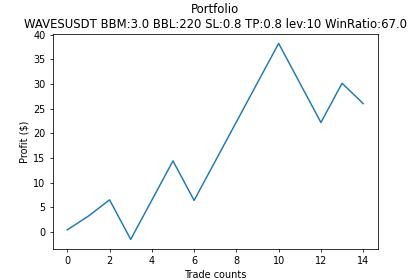 Portfolio
WAVESUSDT BBM:3.0 BBL:220 SL:0.8 TP:0.8 lev:10 WinRatio:67.0
40
35
30
25
20
15
10
5
0
Profit ($)
0 2 4 6 8 10 12 14
Trade counts